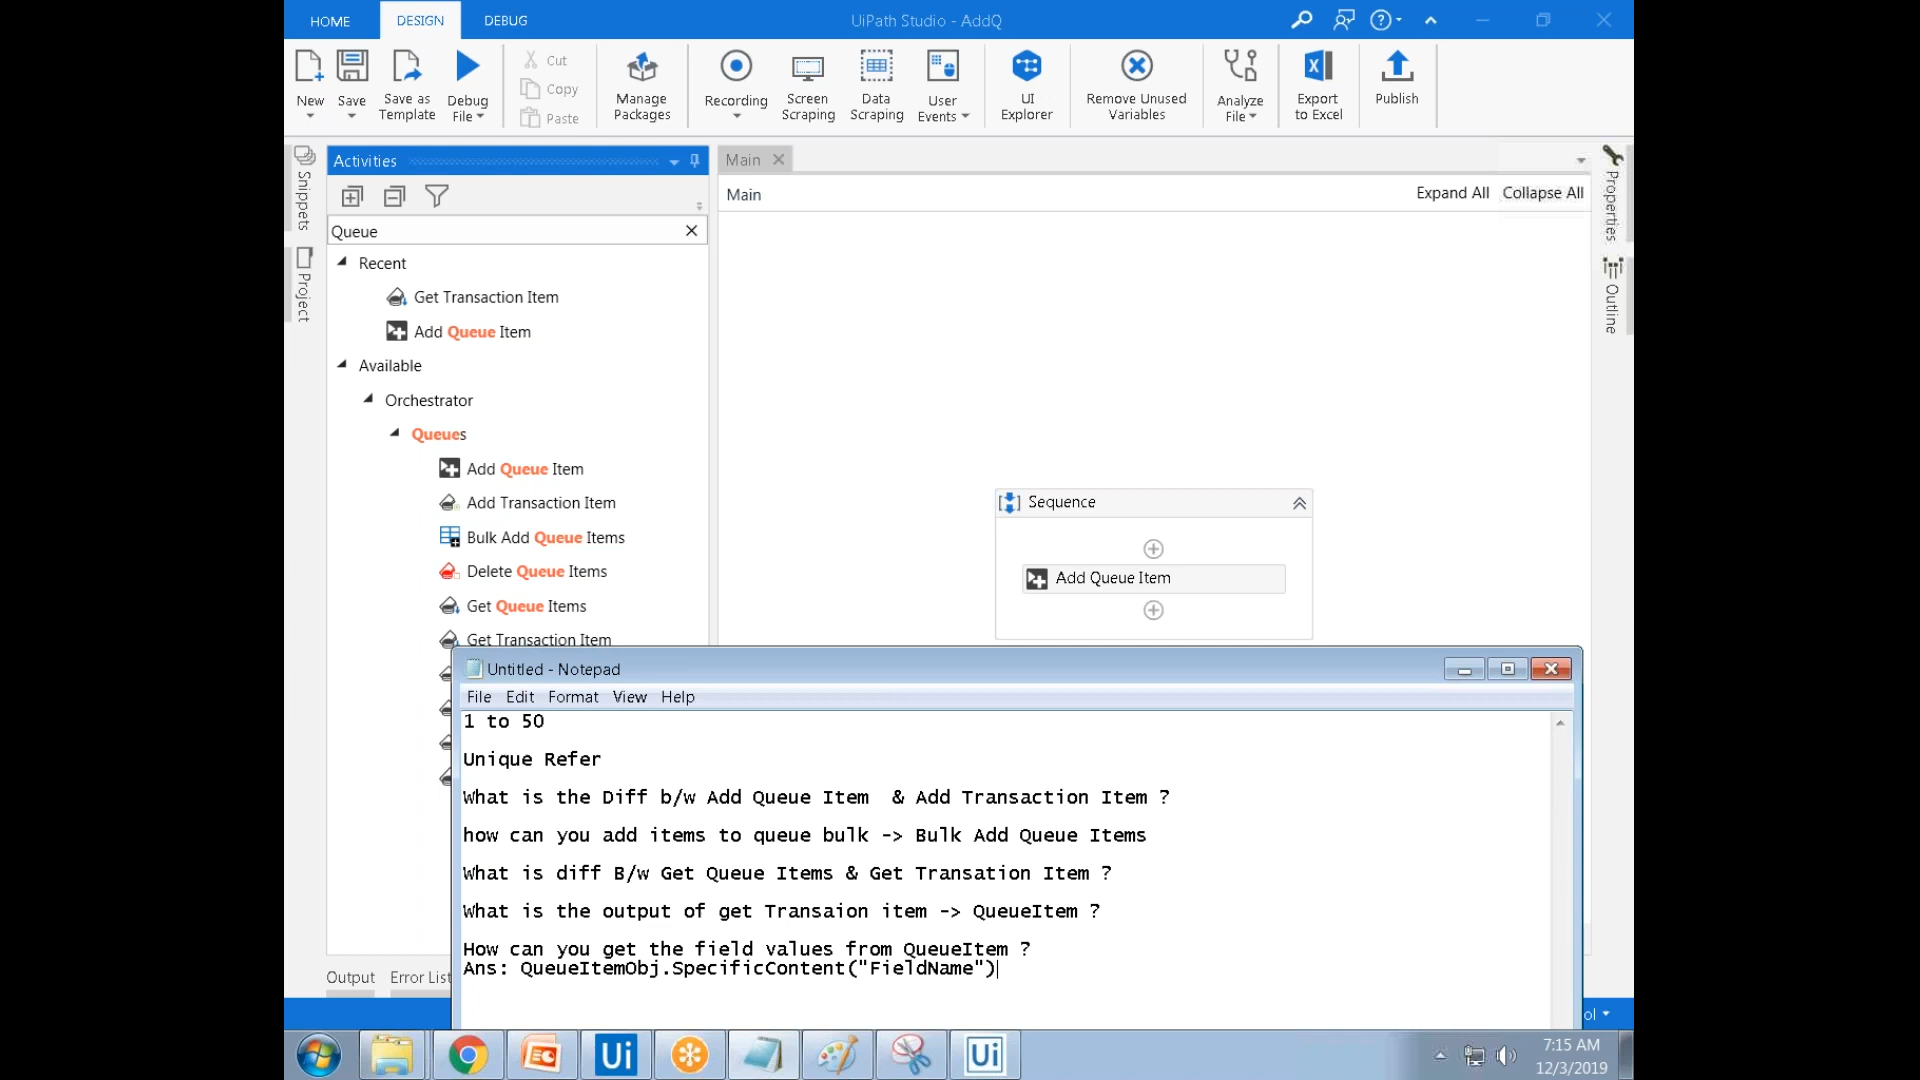 HOME
DESIGN
DEBUG
UiPath Studio - AddQ
New
Save
Save as
Template
Debug
File
Cut
Copy
Paste
Manage
Packages
Recording
Screen
Scraping
Data
Scraping
User
Events
UI
Explorer
Remove Unused
Variables
Analyze
File
Export
to Excel
Publish
Snippets
Project
Activities
Queue
Recent
Get Transaction Item
Add Queue Item
Available
Orchestrator
Queues
Add Queue Item
Add Transaction Item
Bulk Add Queue Items
Delete Queue Items
Get Queue Items
Get Transaction Item
Main
Main
Expand All
Collapse All
Properties
Outline
Sequence
Add Queue Item
Untitled - Notepad
File Edit Format View Help
1 to 50
Unique Refer
What is the Diff b/w Add Queue Item  & Add Transaction Item ?
how can you add items to queue bulk -> Bulk Add Queue Items
What is diff B/w Get Queue Items & Get Transation Item ?
What is the output of get Transaion item -> QueueItem ?
How can you get the field values from QueueItem ?
Ans: QueueItemObj.SpecificContent("FieldName")
Output
Error List
ol
Ui
Ui
7:15 AM
12/3/2019